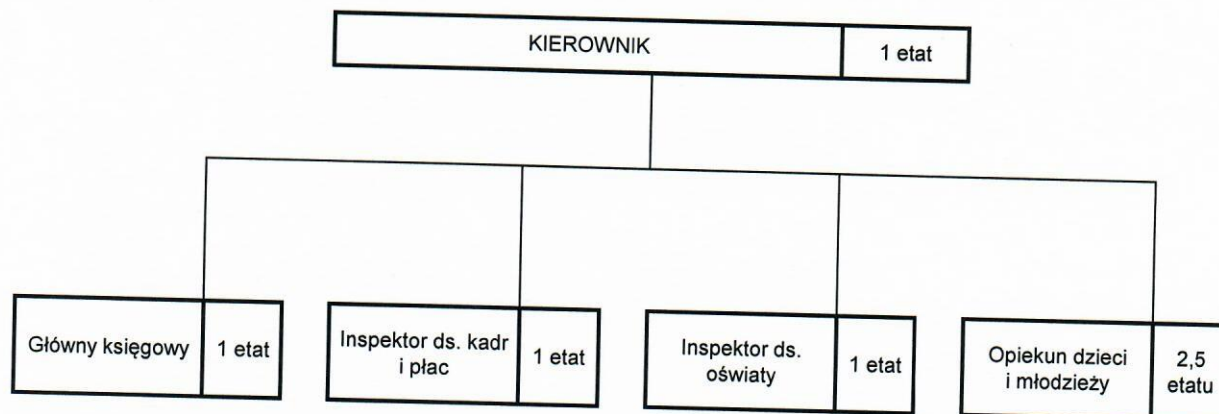 KIEROWNIK
1 etat
Główny księgowy
1 etat
Inspektor ds. kadr
i płac
1 etat
Inspektor ds.
oświaty
1 etat
Opiekun dzieci
i młodzieży
2,5
etatu